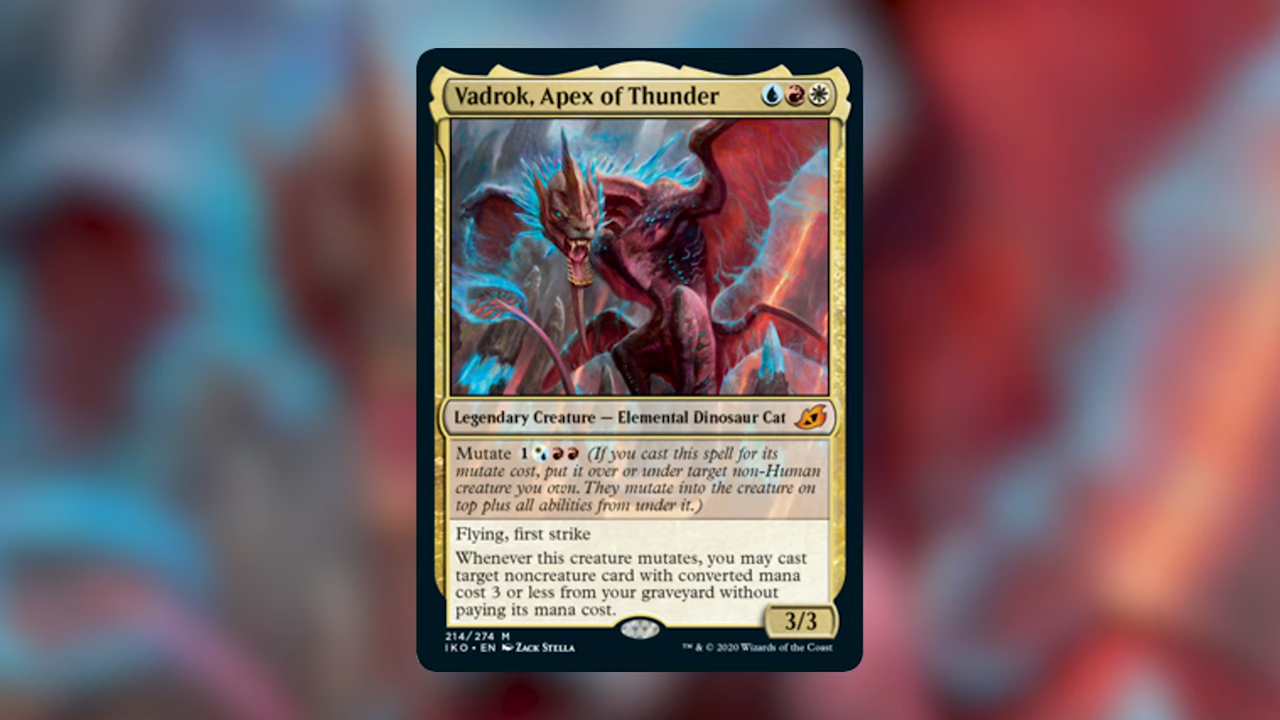 Vadrok, Apex of Thunder
Legendary Creature — Elemental Dinosaur Cat
Mutate 1 (If you cast this spell for its
mutate cost, put it over or under target non-Human
creature you own. They mutate into the creature on
top plus all abilities from under it.)
Flying, first strike
Whenever this creature mutates, you may cast
target noncreature card with converted mana
cost 3 or less from your graveyard without
paying its mana cost.
3/3
214/274 M
IKO • EN Zack Stella
™ & © 2020 Wizards of the Coast